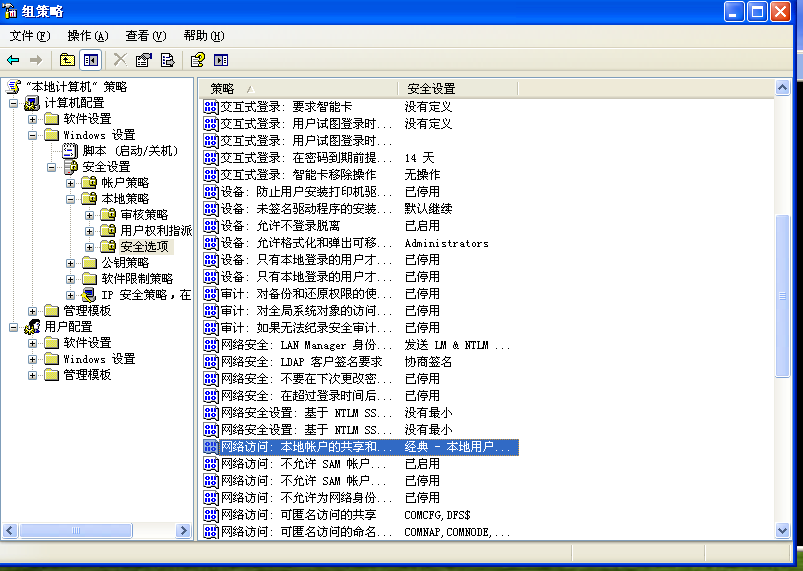 组策略
文件(F) 操作(A) 查看(V) 帮助(H)
"本地计算机" 策略
计算机配置
软件设置
Windows 设置
脚本 (启动/关机)
安全设置
帐户策略
本地策略
审核策略
用户权利指派
安全选项
公钥策略
软件限制策略
IP 安全策略，在
管理模板
用户配置
软件设置
Windows 设置
管理模板
策略 安全设置
交互式登录: 要求智能卡 没有定义
交互式登录: 用户试图登录时... 没有定义
交互式登录: 用户试图登录时...
交互式登录: 在密码到期前提... 14 天
交互式登录: 智能卡移除操作 无操作
设备: 防止用户安装打印机驱... 已停用
设备: 未签名驱动程序的安装... 默认继续
设备: 允许不登录脱离 已启用
设备: 允许格式化和弹出可移... Administrators
设备: 只有本地登录的用户才... 已停用
设备: 只有本地登录的用户才... 已停用
审计: 对备份和还原权限的使... 已停用
审计: 对全局系统对象的访问... 已停用
审计: 如果无法纪录安全审计... 已停用
网络安全: LAN Manager 身份... 发送 LM & NTLM ...
网络安全: LDAP 客户签名要求 协商签名
网络安全: 不要在下次更改密... 已停用
网络安全: 在超过登录时间后... 已停用
网络安全设置: 基于 NTLM SS... 没有最小
网络安全设置: 基于 NTLM SS... 没有最小
网络访问: 本地帐户的共享和... 经典 - 本地用户...
网络访问: 不允许 SAM 帐户... 已启用
网络访问: 不允许 SAM 帐户... 已停用
网络访问: 不允许为网络身份... 已停用
网络访问: 可匿名访问的共享 COMCFG,DFS$
网络访问: 可匿名访问的命名... COMNAP,COMNODE,...